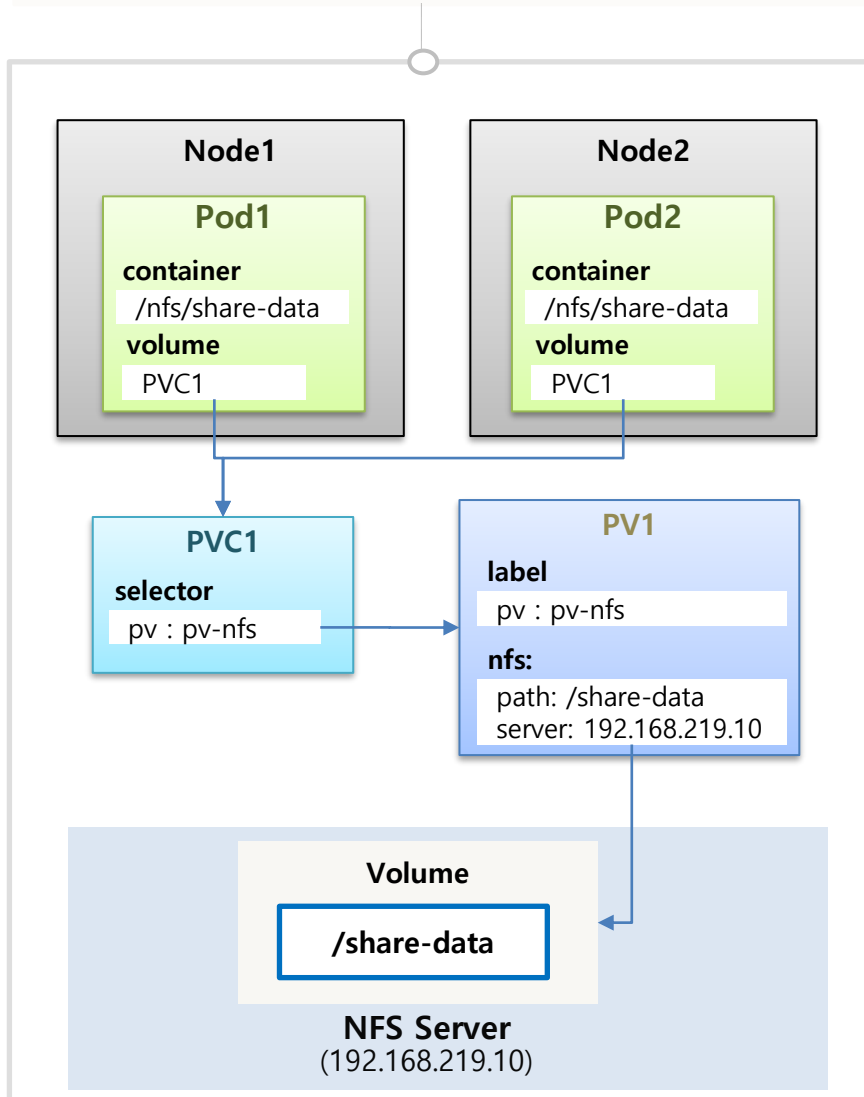 Node1
Pod1
container
/nfs/share-data
volume
PVC1
Node2
Pod2
container
/nfs/share-data
volume
PVC1
PVC1
selector
pv : pv-nfs
PV1
label
pv : pv-nfs
nfs:
path: /share-data
server: 192.168.219.10
Volume
/share-data
NFS Server
(192.168.219.10)